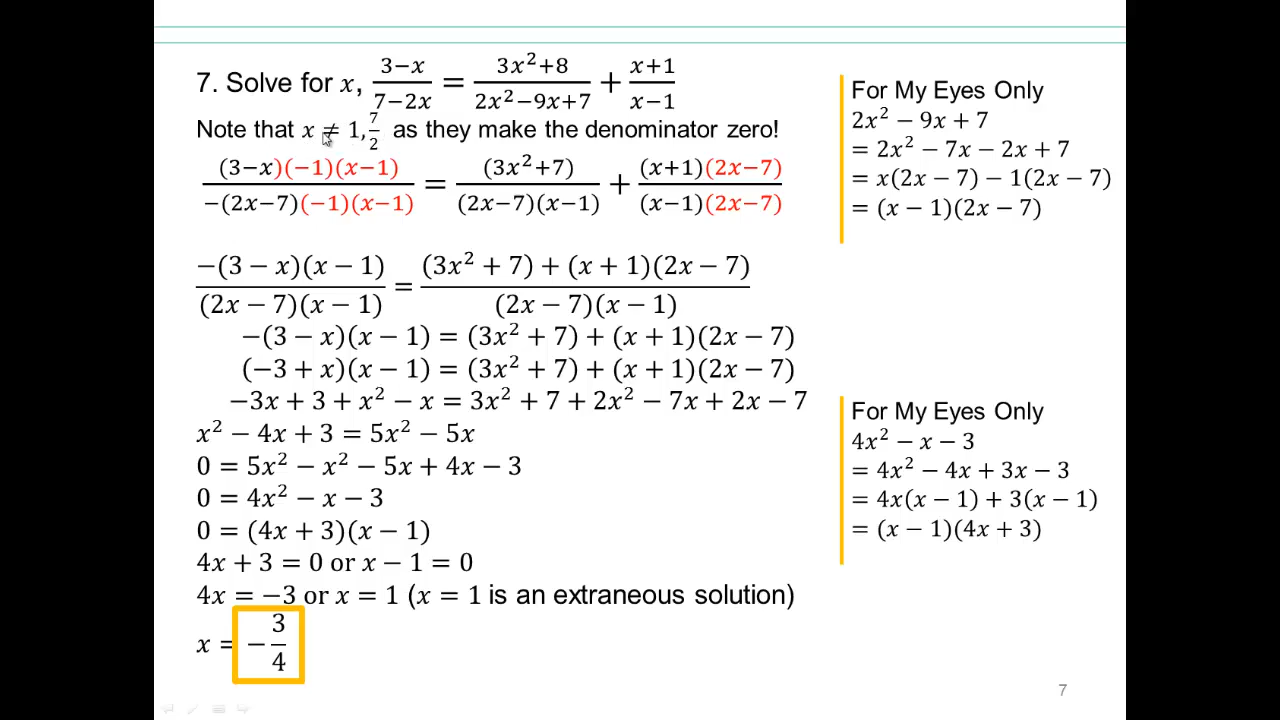 7. Solve for x, (3−x)/(7−2x) = (3x²+8)/(2x²−9x+7) + (x+1)/(x−1)
Note that x ≠ 1, 7/2 as they make the denominator zero!
((3−x)(−1)(x−1))/(−(2x−7)(−1)(x−1)) = (3x²+7)/((2x−7)(x−1)) + ((x+1)(2x−7))/((x−1)(2x−7))
(−(3 − x)(x − 1))/((2x − 7)(x − 1)) = ((3x² + 7) + (x + 1)(2x − 7))/((2x − 7)(x − 1))
−(3 − x)(x − 1) = (3x² + 7) + (x + 1)(2x − 7)
(−3 + x)(x − 1) = (3x² + 7) + (x + 1)(2x − 7)
−3x + 3 + x² − x = 3x² + 7 + 2x² − 7x + 2x − 7
x² − 4x + 3 = 5x² − 5x
0 = 5x² − x² − 5x + 4x − 3
0 = 4x² − x − 3
0 = (4x + 3)(x − 1)
4x + 3 = 0 or x − 1 = 0
4x = −3 or x = 1 (x = 1 is an extraneous solution)
x = −3/4
For My Eyes Only
2x² − 9x + 7
= 2x² − 7x − 2x + 7
= x(2x − 7) − 1(2x − 7)
= (x − 1)(2x − 7)
For My Eyes Only
4x² − x − 3
= 4x² − 4x + 3x − 3
= 4x(x − 1) + 3(x − 1)
= (x − 1)(4x + 3)
7